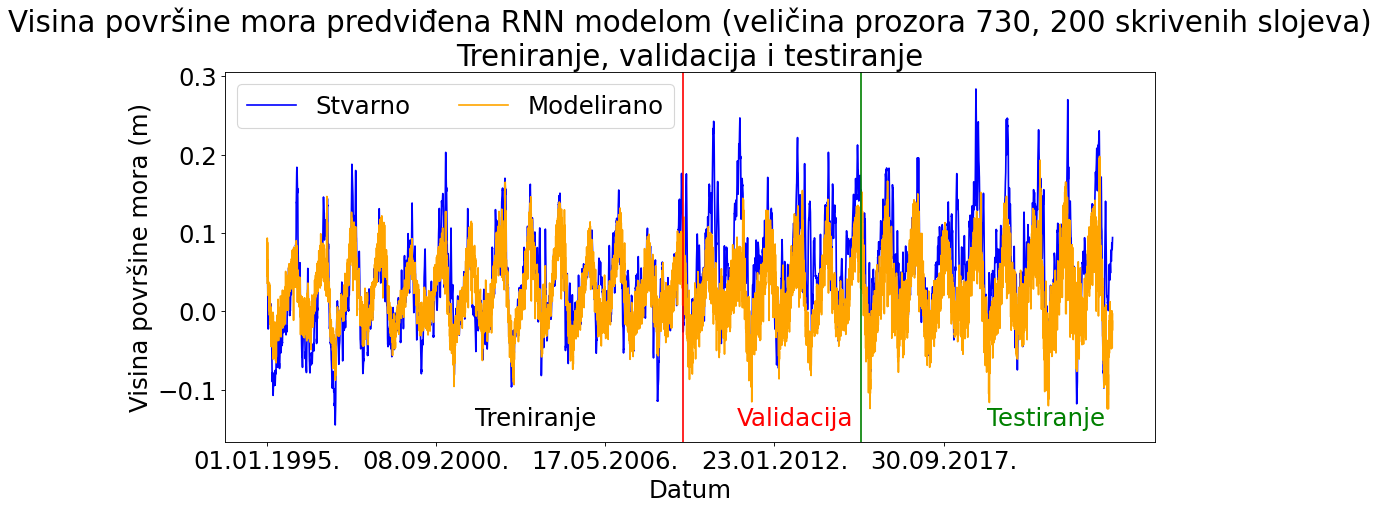 Visina površine mora predviđena RNN modelom (veličina prozora 730, 200 skrivenih slojeva)
Treniranje, validacija i testiranje
Stvarno Modelirano
Visina površine mora (m)
0.3
0.2
0.1
0.0
−0.1
Treniranje Validacija Testiranje
01.01.1995. 08.09.2000. 17.05.2006. 23.01.2012. 30.09.2017.
Datum